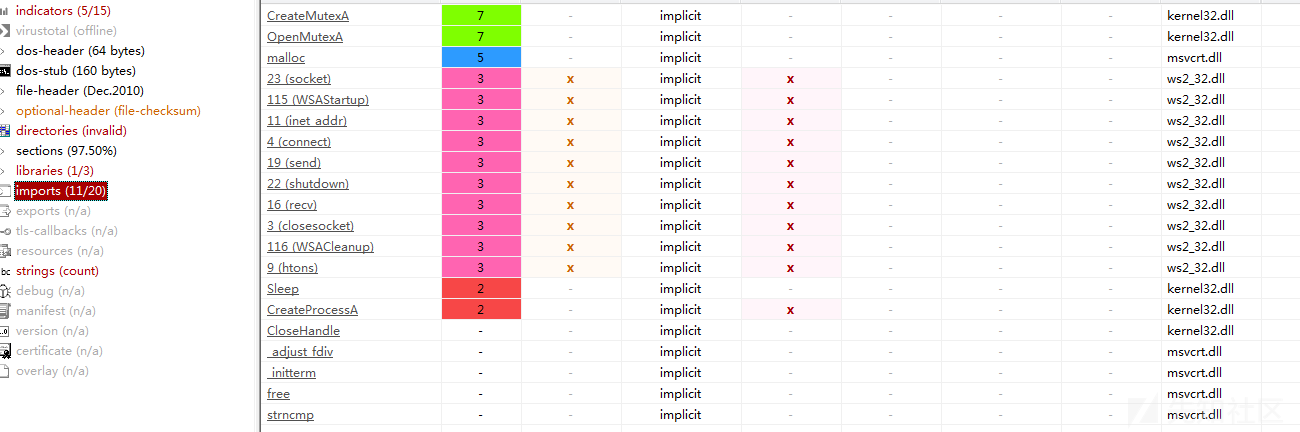 indicators (5/15)
virustotal (offline)
dos-header (64 bytes)
dos-stub (160 bytes)
file-header (Dec.2010)
optional-header (file-checksum)
directories (invalid)
sections (97.50%)
libraries (1/3)
imports (11/20)
exports (n/a)
tls-callbacks (n/a)
resources (n/a)
abc strings (count)
debug (n/a)
manifest (n/a)
version (n/a)
certificate (n/a)
overlay (n/a)
CreateMutexA 7 - implicit - - - - kernel32.dll
OpenMutexA 7 - implicit - - - - kernel32.dll
malloc 5 - implicit - - - - msvcrt.dll
23 (socket) 3 x implicit x - - - ws2_32.dll
115 (WSAStartup) 3 x implicit x - - - ws2_32.dll
11 (inet_addr) 3 x implicit x - - - ws2_32.dll
4 (connect) 3 x implicit x - - - ws2_32.dll
19 (send) 3 x implicit x - - - ws2_32.dll
22 (shutdown) 3 x implicit x - - - ws2_32.dll
16 (recv) 3 x implicit x - - - ws2_32.dll
3 (closesocket) 3 x implicit x - - - ws2_32.dll
116 (WSACleanup) 3 x implicit x - - - ws2_32.dll
9 (htons) 3 x implicit x - - - ws2_32.dll
Sleep 2 - implicit - - - - kernel32.dll
CreateProcessA 2 - implicit x - - - kernel32.dll
CloseHandle - - implicit - - - - kernel32.dll
_adjust_fdiv - - implicit - - - - msvcrt.dll
_initterm - - implicit - - - - msvcrt.dll
free - - implicit - - - - msvcrt.dll
strncmp - - implicit - - - - msvcrt.dll
社区